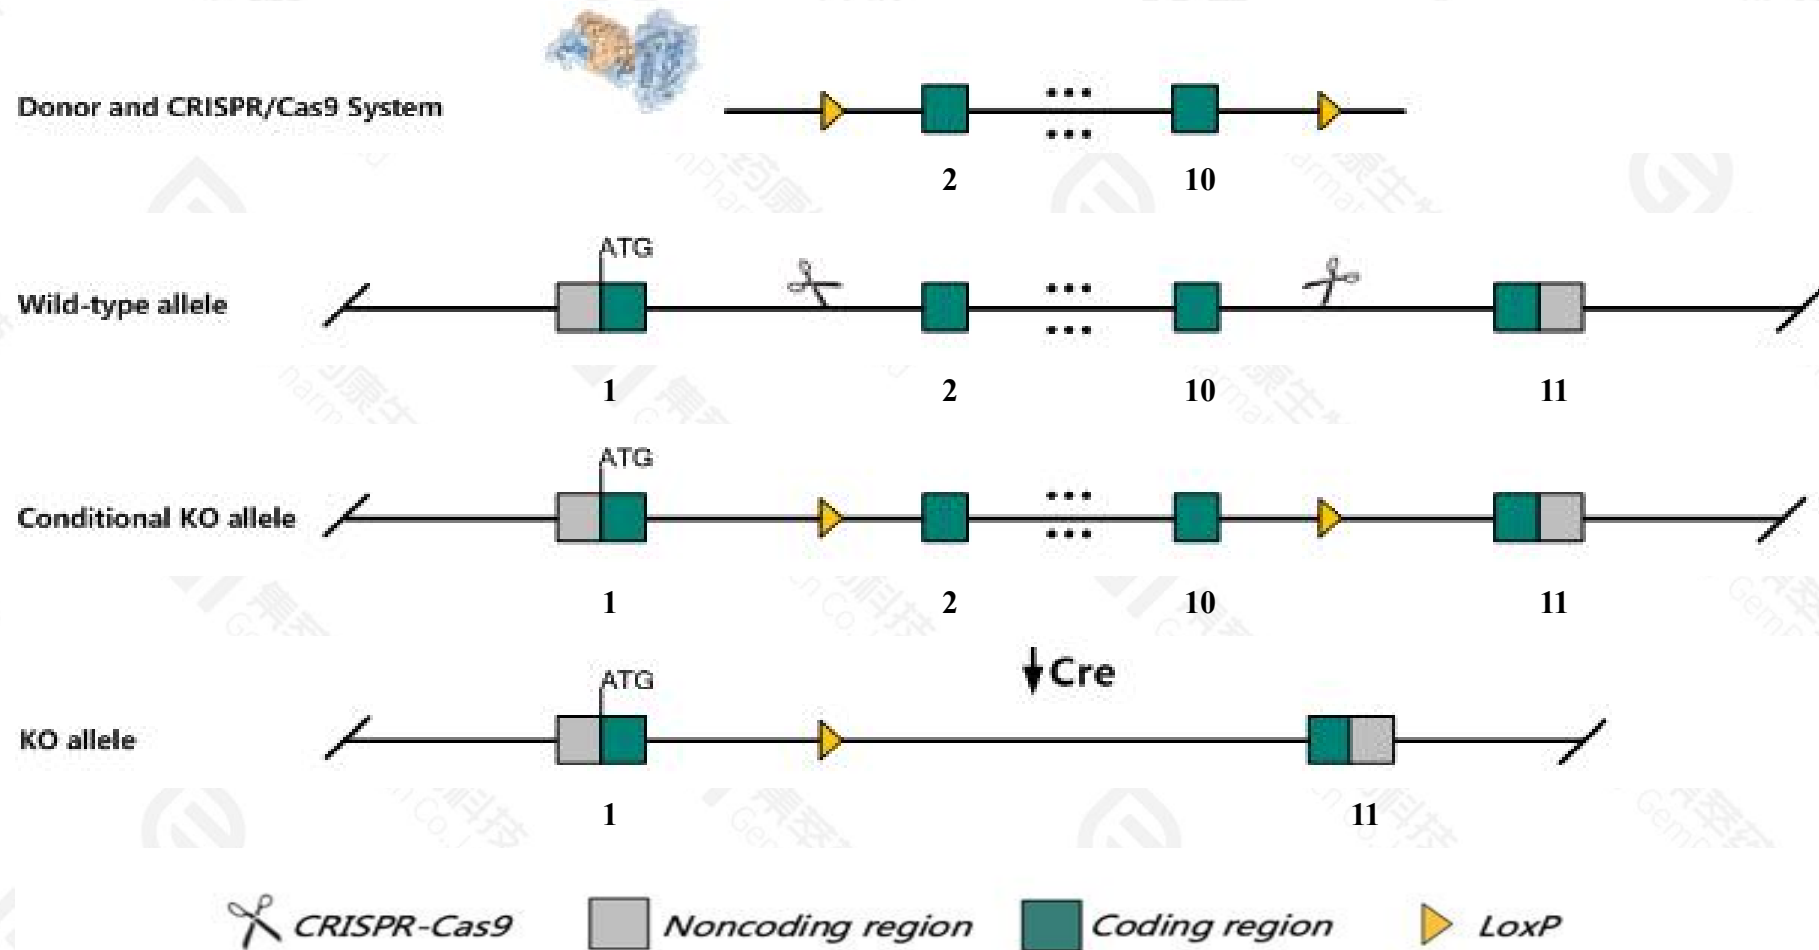 Donor and CRISPR/Cas9 System
2 10
ATG
Wild-type allele
1 2 10 11
ATG
Conditional KO allele
1 2 10 11
Cre
ATG
KO allele
1 11
CRISPR-Cas9 Noncoding region Coding region LoxP